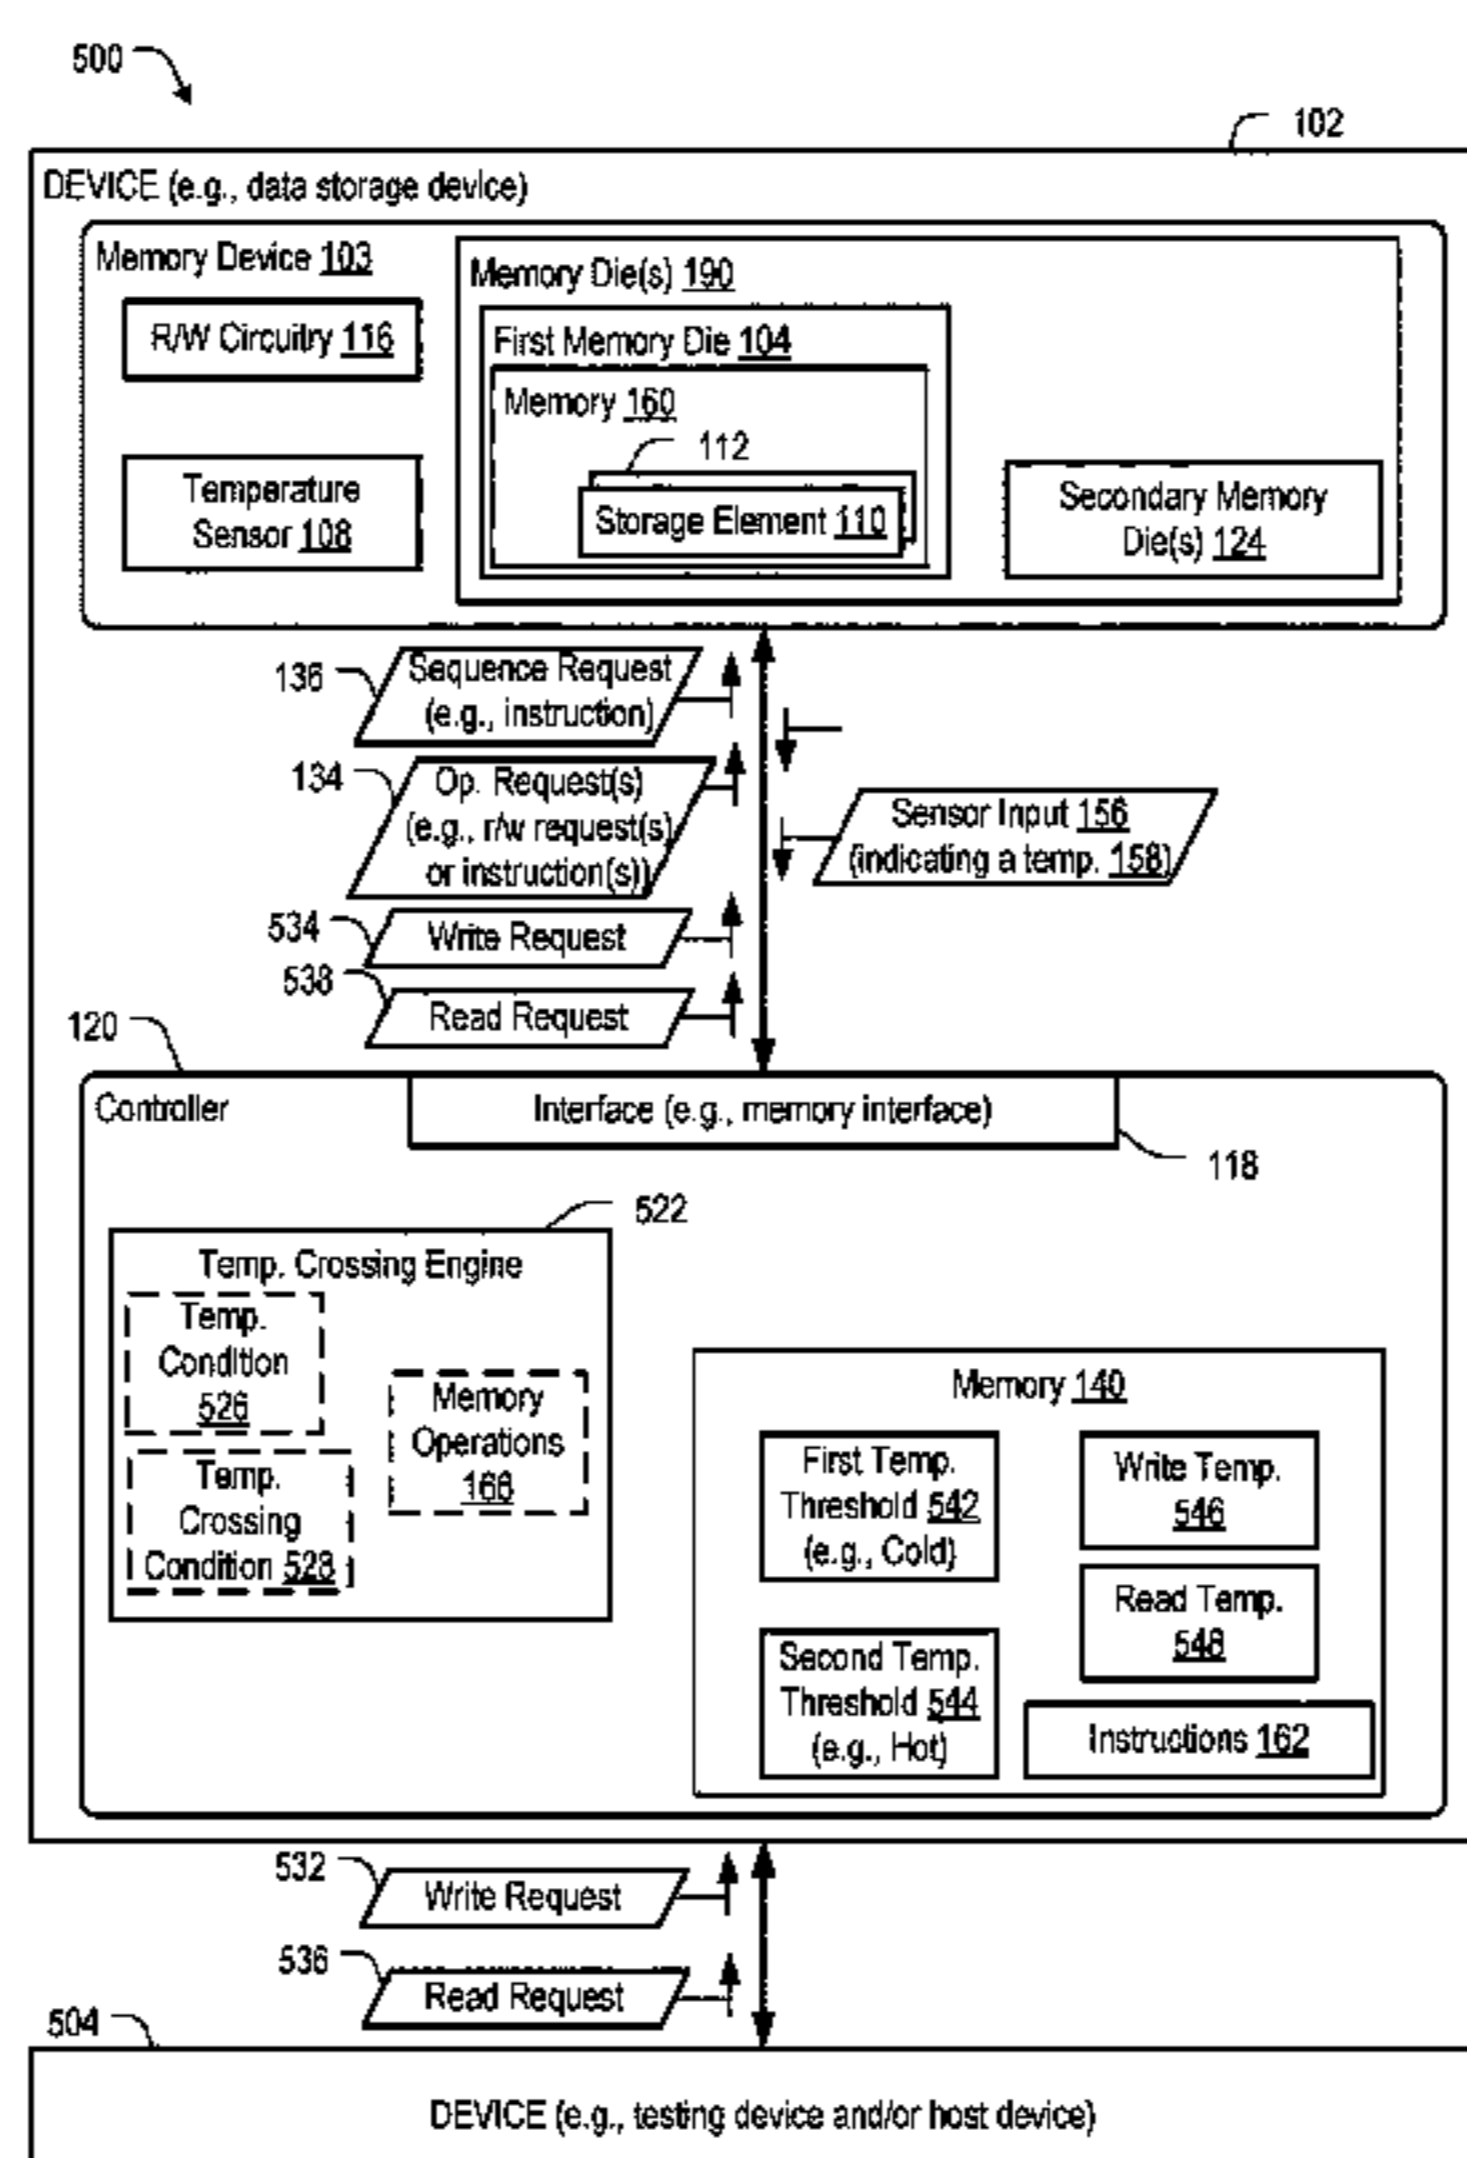 500
102
DEVICE (e.g., data storage device)
Memory Device 103
R/W Circuitry 116
Temperature
Sensor 108
Memory Die(s) 190
First Memory Die 104
Memory 160
112
Storage Element 110
Secondary Memory
Die(s) 124
136
Sequence Request
(e.g., instruction)
134
Op. Request(s)
(e.g., r/w request(s)
or instruction(s))
Sensor Input 156
(indicating a temp. 158)
534
Write Request
538
Read Request
120
Controller
Interface (e.g., memory interface)
118
522
Temp. Crossing Engine
Temp.
Condition
526
Temp.
Crossing
Condition 528
Memory
Operations
166
Memory 140
First Temp.
Threshold 542
(e.g., Cold)
Second Temp.
Threshold 544
(e.g., Hot)
Write Temp.
546
Read Temp.
548
Instructions 162
532
Write Request
536
Read Request
504
DEVICE (e.g., testing device and/or host device)